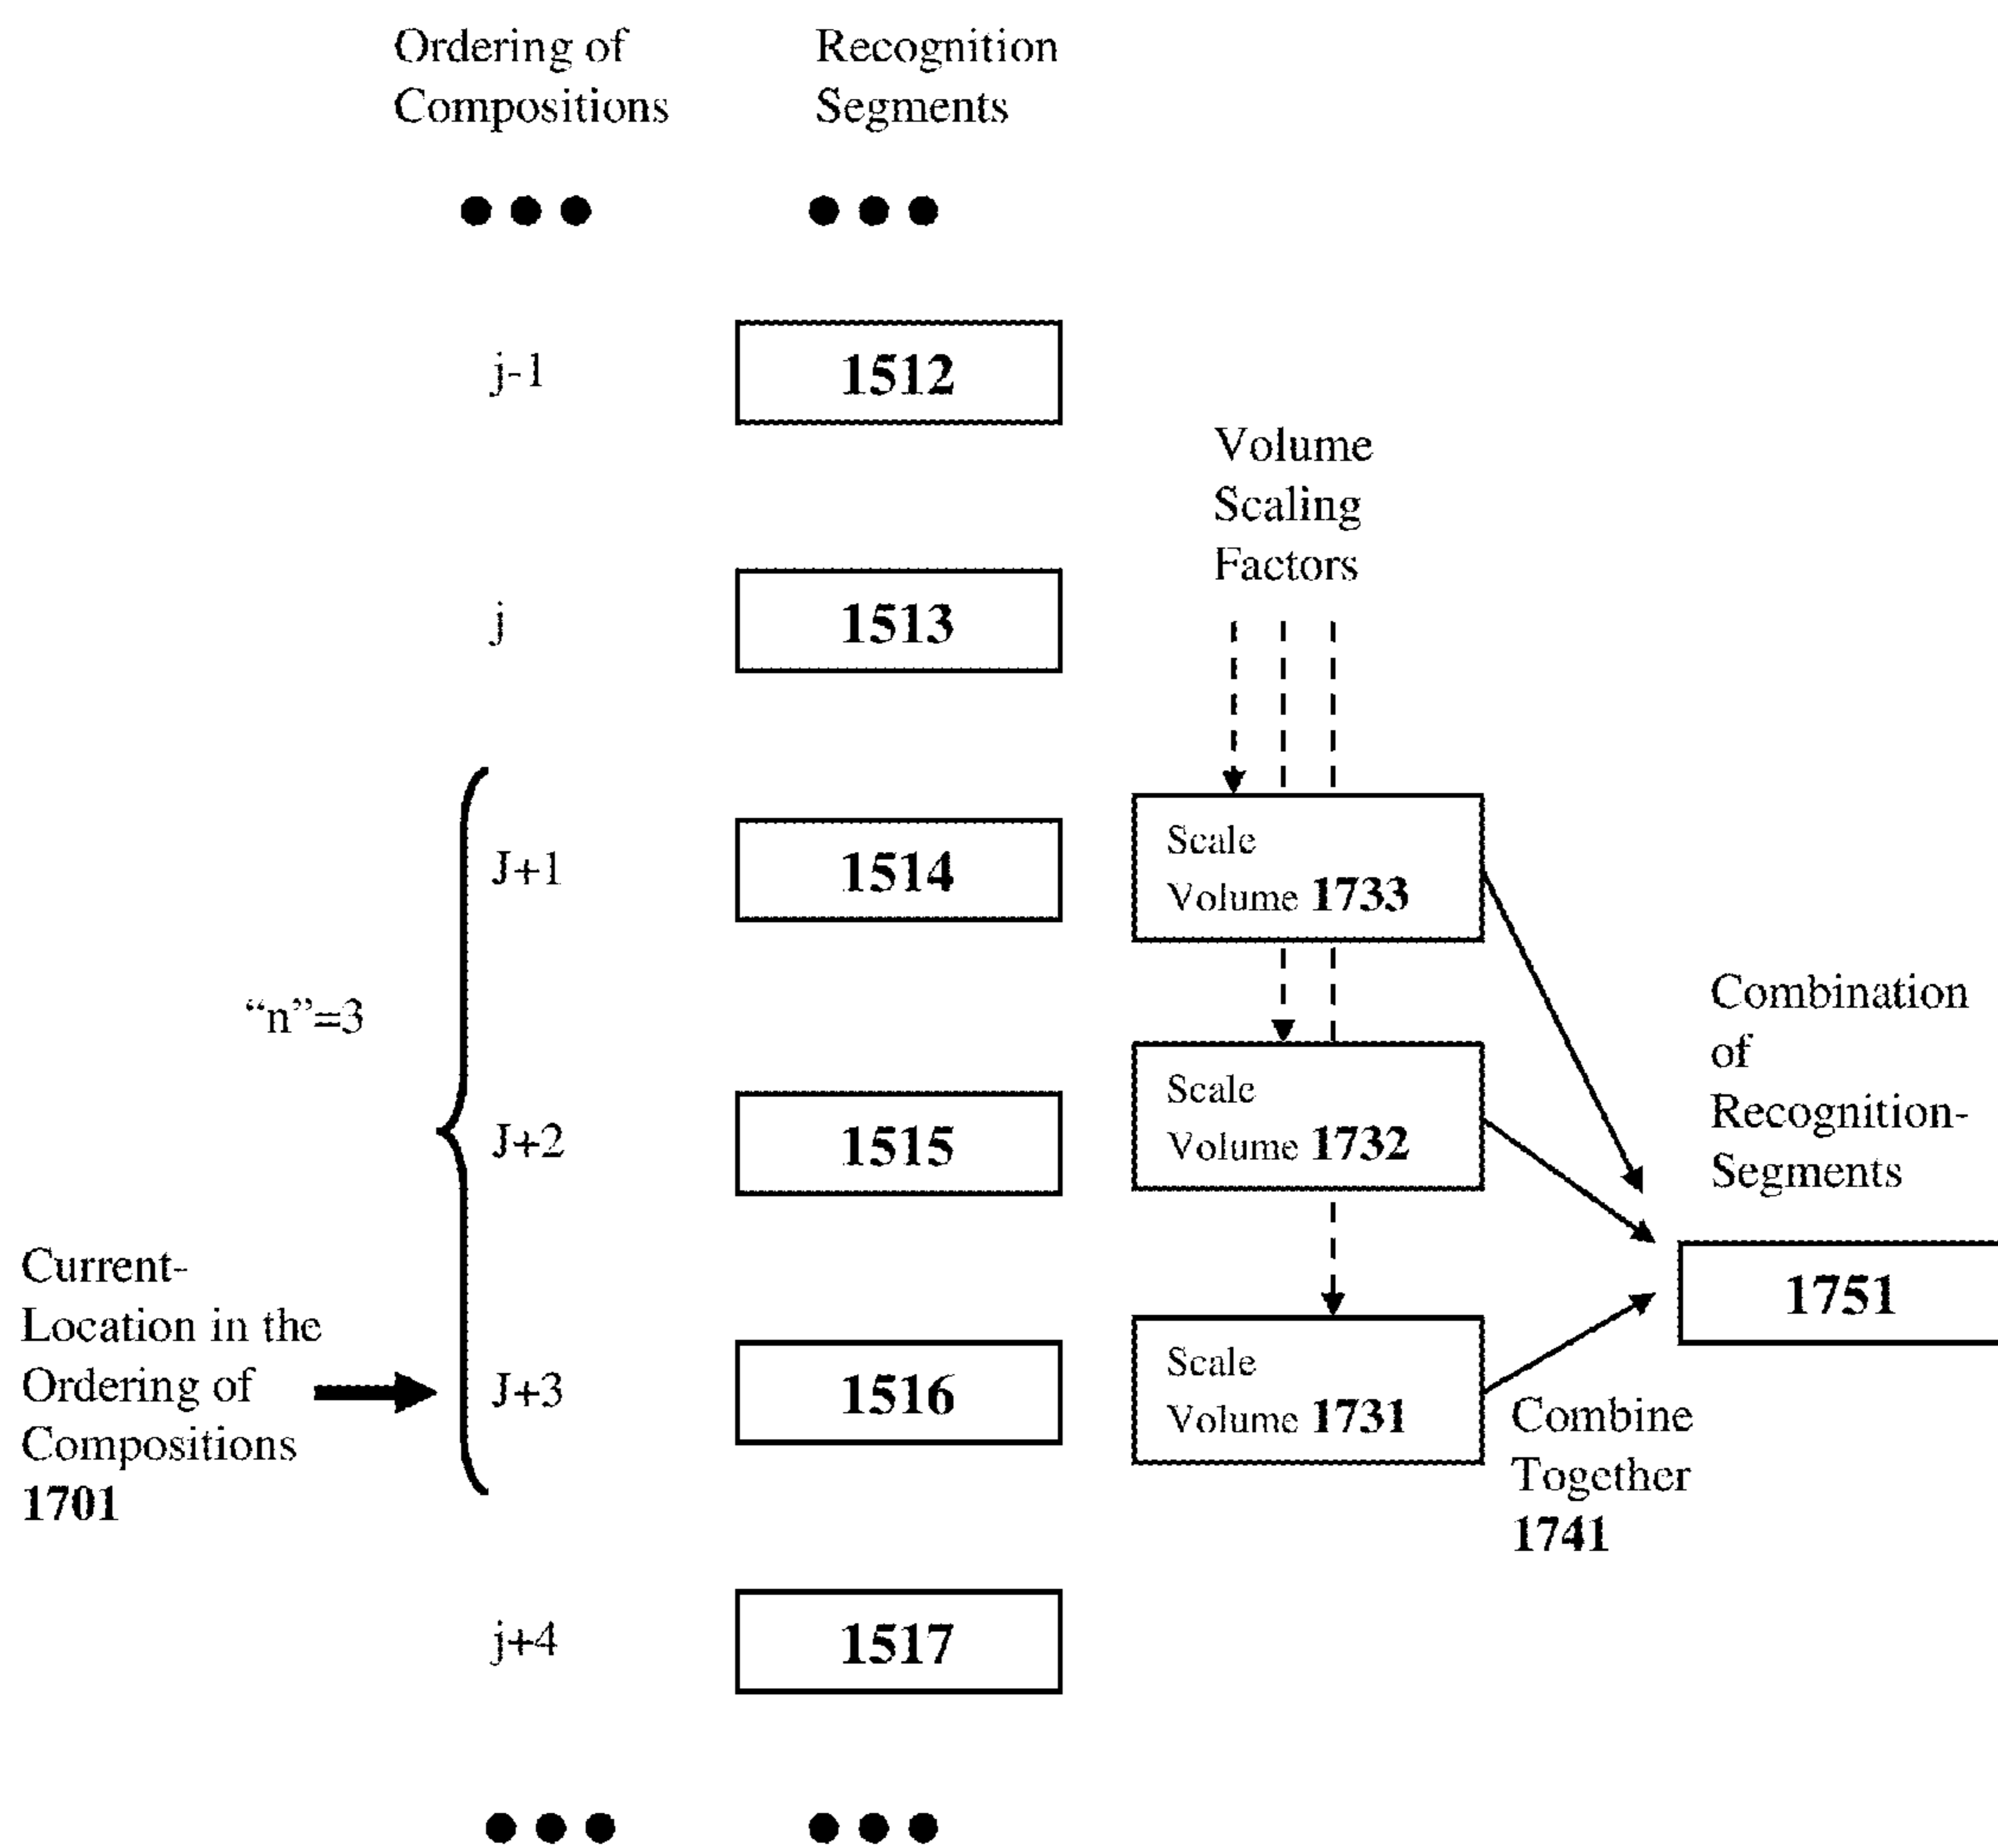 Ordering of
Compositions
Recognition
Segments
j-1
1512
Volume
Scaling
Factors
j
1513
J+1
1514
Scale
Volume 1733
“n”=3
Combination
of
Recognition-
Segments
J+2
1515
Scale
Volume 1732
Current-
Location in the
Ordering of
Compositions
1701
1751
J+3
1516
Scale
Volume 1731
Combine
Together
1741
j+4
1517